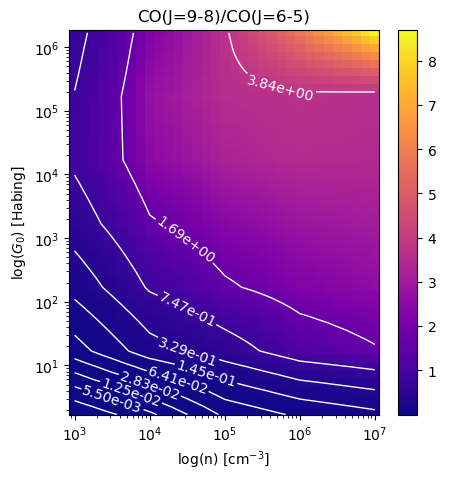 CO(J=9-8)/CO(J=6-5)
10^6
10^5
10^4
10^3
10^2
10^1
log(G_0) [Habing]
3.84e+00
1.69e+00
7.47e-01
3.29e-01
1.45e-01
6.41e-02
2.83e-02
1.25e-02
5.50e-03
10^3
10^4
10^5
10^6
10^7
log(n) [cm^−3]
8
7
6
5
4
3
2
1